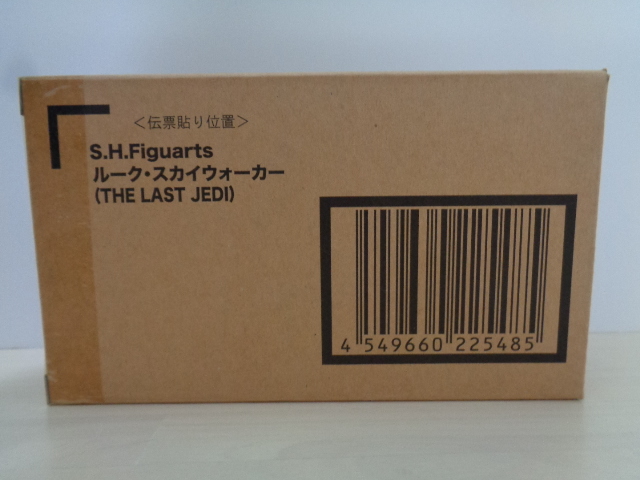 <伝票貼り位置>
S.H.Figuarts
ルーク・スカイウォーカー
(THE LAST JEDI)
4 549660 225485